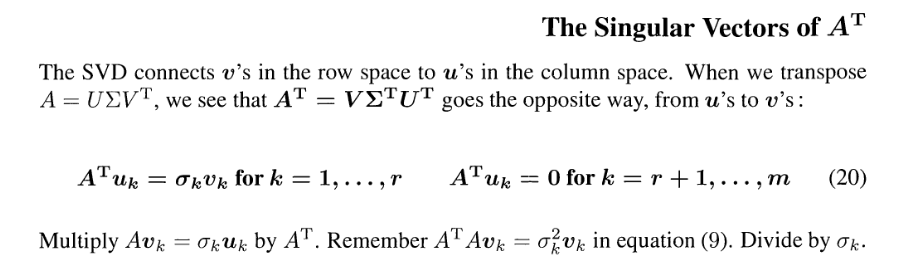 The Singular Vectors of Aᵀ
The SVD connects v's in the row space to u's in the column space. When we transpose
A = UΣVᵀ, we see that Aᵀ = VΣᵀUᵀ goes the opposite way, from u's to v's:
Aᵀuₖ = σₖvₖ for k = 1, . . . , r Aᵀuₖ = 0 for k = r + 1, . . . , m (20)
Multiply Avₖ = σₖuₖ by Aᵀ. Remember AᵀAvₖ = σₖ²vₖ in equation (9). Divide by σₖ.